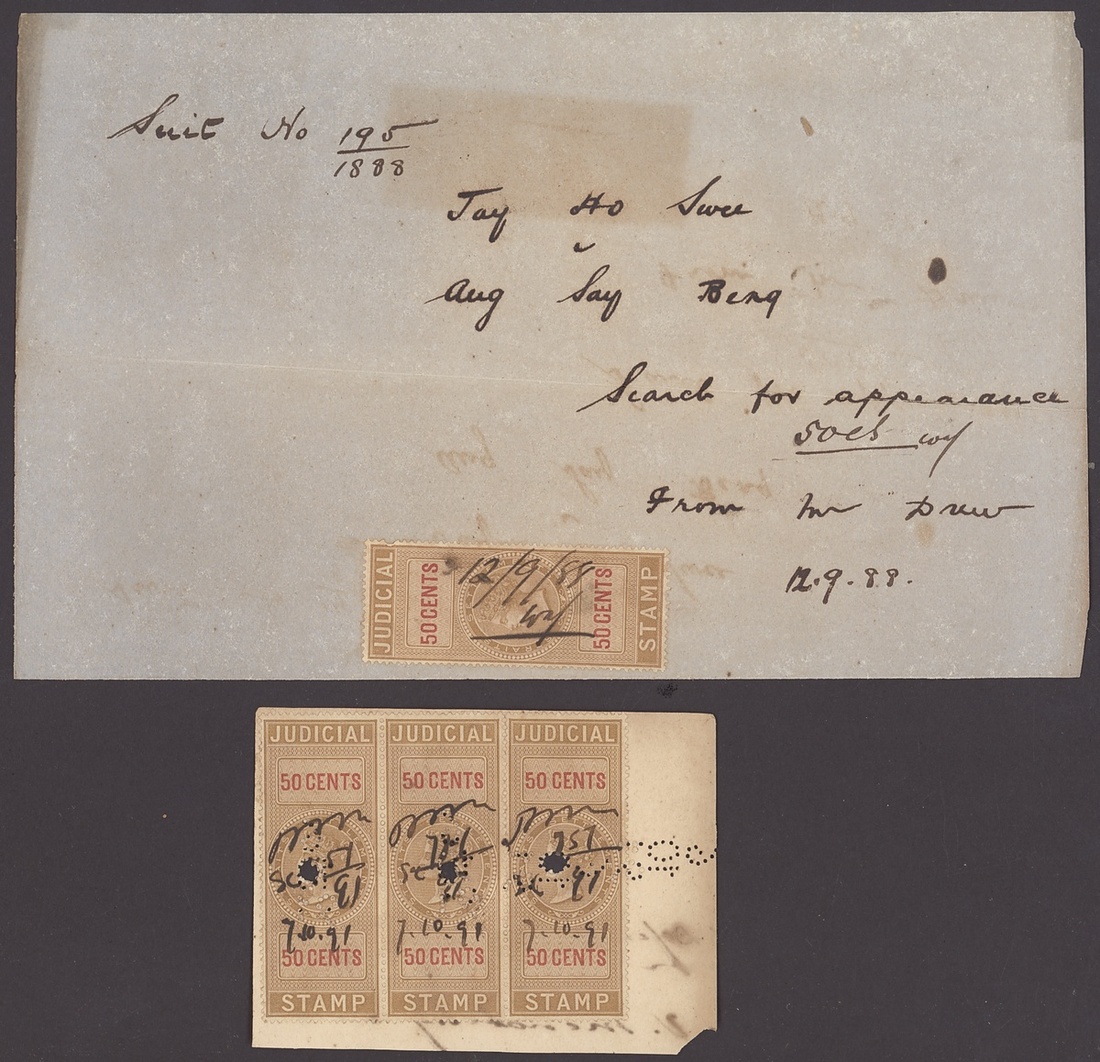 Suit No 195
1888
Tay Ho Swee
v
Ang Say Beng
Search for appearance
50cts
From Mr Drew
12.9.88.
JUDICIAL
50 CENTS
12/9/88
50 CENTS
STAMP
JUDICIAL JUDICIAL JUDICIAL
50 CENTS 50 CENTS 50 CENTS
7.10.91 7.10.91 7.10.91
50 CENTS 50 CENTS 50 CENTS
STAMP STAMP STAMP